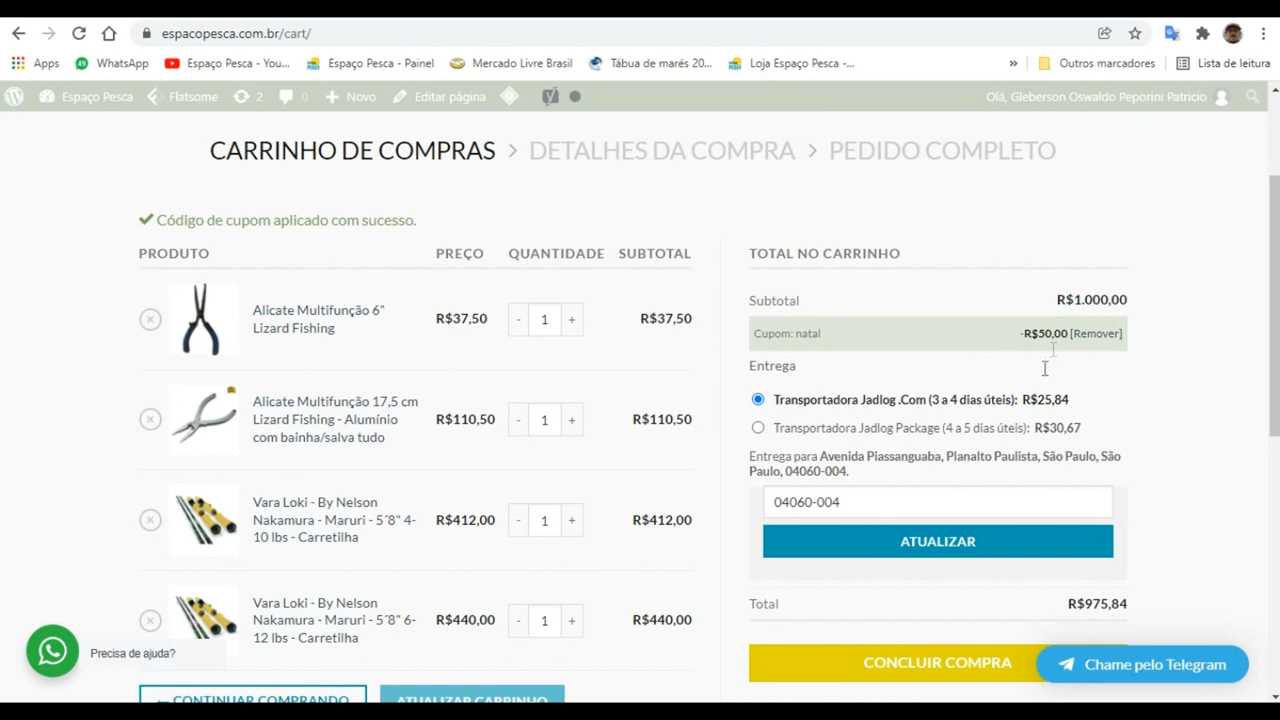 espacopesca.com.br/cart/
Apps
49
WhatsApp
Espaço Pesca - You...
Espaço Pesca - Painel
Mercado Livre Brasil
Tábua de marés 20...
Loja Espaço Pesca -...
»
Outros marcadores
Lista de leitura
Espaço Pesca
Flatsome
2
0
+ Novo
Editar página
Olá, Gleberson Oswaldo Peporini Patricio
CARRINHO DE COMPRAS > DETALHES DA COMPRA > PEDIDO COMPLETO
Código de cupom aplicado com sucesso.
PRODUTO PREÇO QUANTIDADE SUBTOTAL
Alicate Multifunção 6"
Lizard Fishing
R$37,50 - 1 + R$37,50
Alicate Multifunção 17,5 cm
Lizard Fishing - Alumínio
com bainha/salva tudo
R$110,50 - 1 + R$110,50
Vara Loki - By Nelson
Nakamura - Maruri - 5´8" 4-
10 lbs - Carretilha
R$412,00 - 1 + R$412,00
Vara Loki - By Nelson
Nakamura - Maruri - 5´8" 6-
12 lbs - Carretilha
R$440,00 - 1 + R$440,00
Precisa de ajuda?
← CONTINUAR COMPRANDO
ATUALIZAR CARRINHO
TOTAL NO CARRINHO
Subtotal R$1.000,00
Cupom: natal -R$50,00 [Remover]
Entrega
Transportadora Jadlog .Com (3 a 4 dias úteis): R$25,84
Transportadora Jadlog Package (4 a 5 dias úteis): R$30,67
Entrega para Avenida Piassanguaba, Planalto Paulista, São Paulo, São
Paulo, 04060-004.
04060-004
ATUALIZAR
Total R$975,84
CONCLUIR COMPRA
Chame pelo Telegram